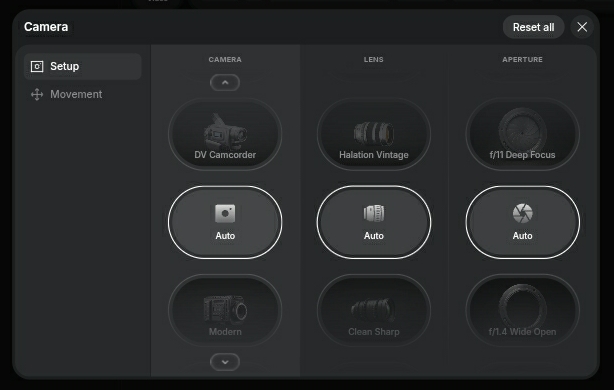 Camera
Reset all
Setup
Movement
CAMERA
LENS
APERTURE
DV Camcorder
Halation Vintage
f/11 Deep Focus
Auto
Auto
Auto
Modern
Clean Sharp
f/1.4 Wide Open